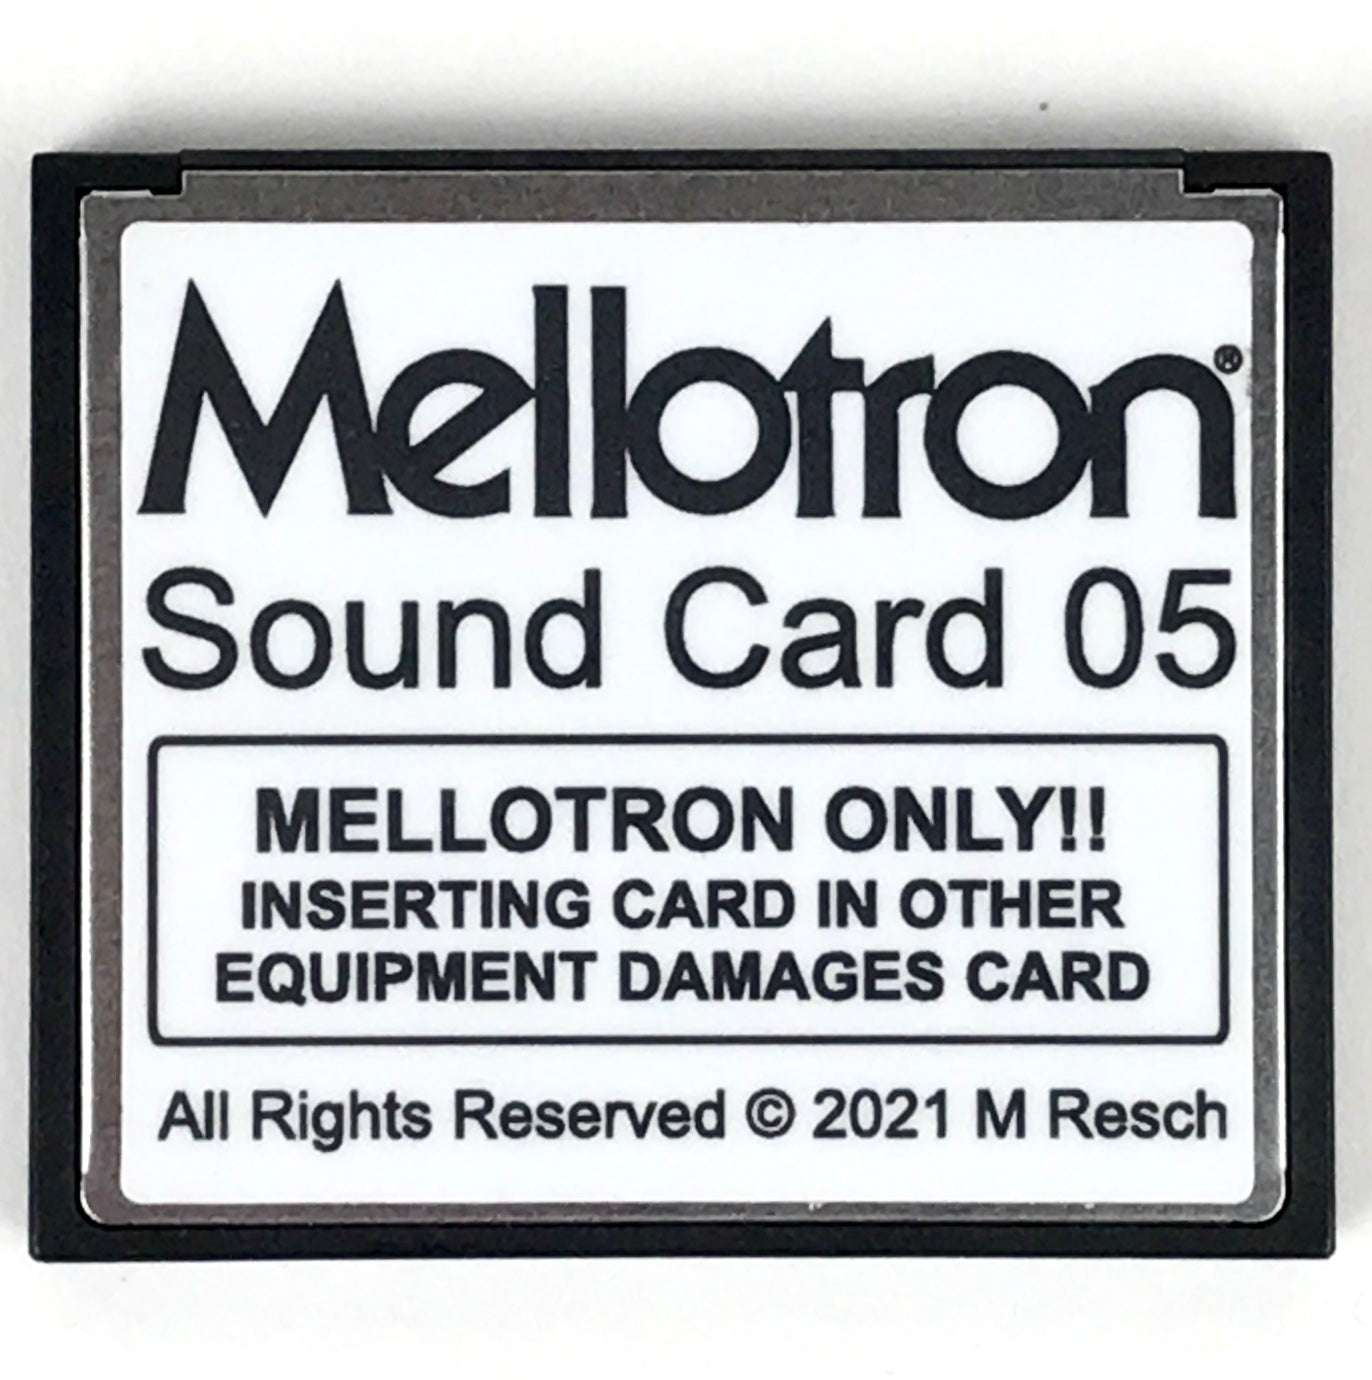 Mellotron®
Sound Card 05
MELLOTRON ONLY!!
INSERTING CARD IN OTHER
EQUIPMENT DAMAGES CARD
All Rights Reserved © 2021 M Resch